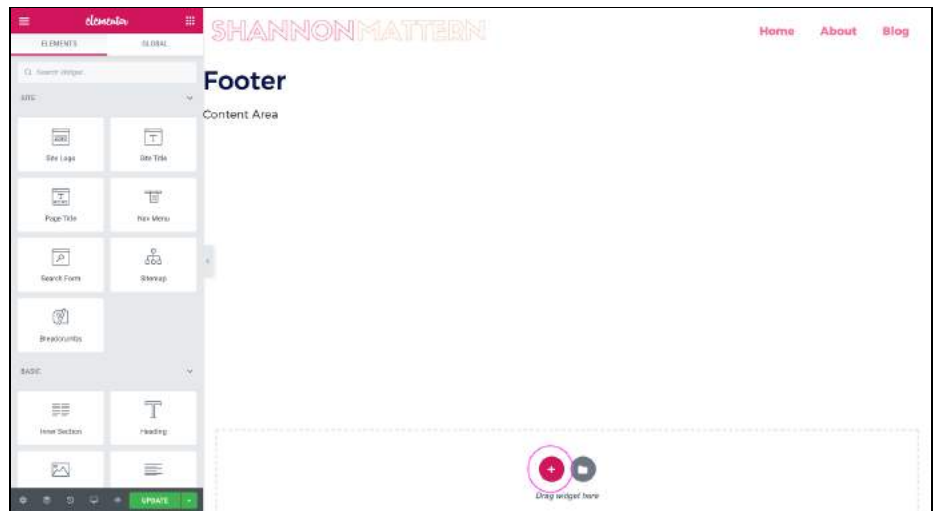 elementor
ELEMENTS GLOBAL
Search Widget...
SITE
Site Logo Site Title
Page Title Nav Menu
Search Form Sitemap
Breadcrumbs
BASIC
Inner Section Heading
UPDATE
SHANNONMATTERN
Home About Blog
Footer
Content Area
Drag widget here